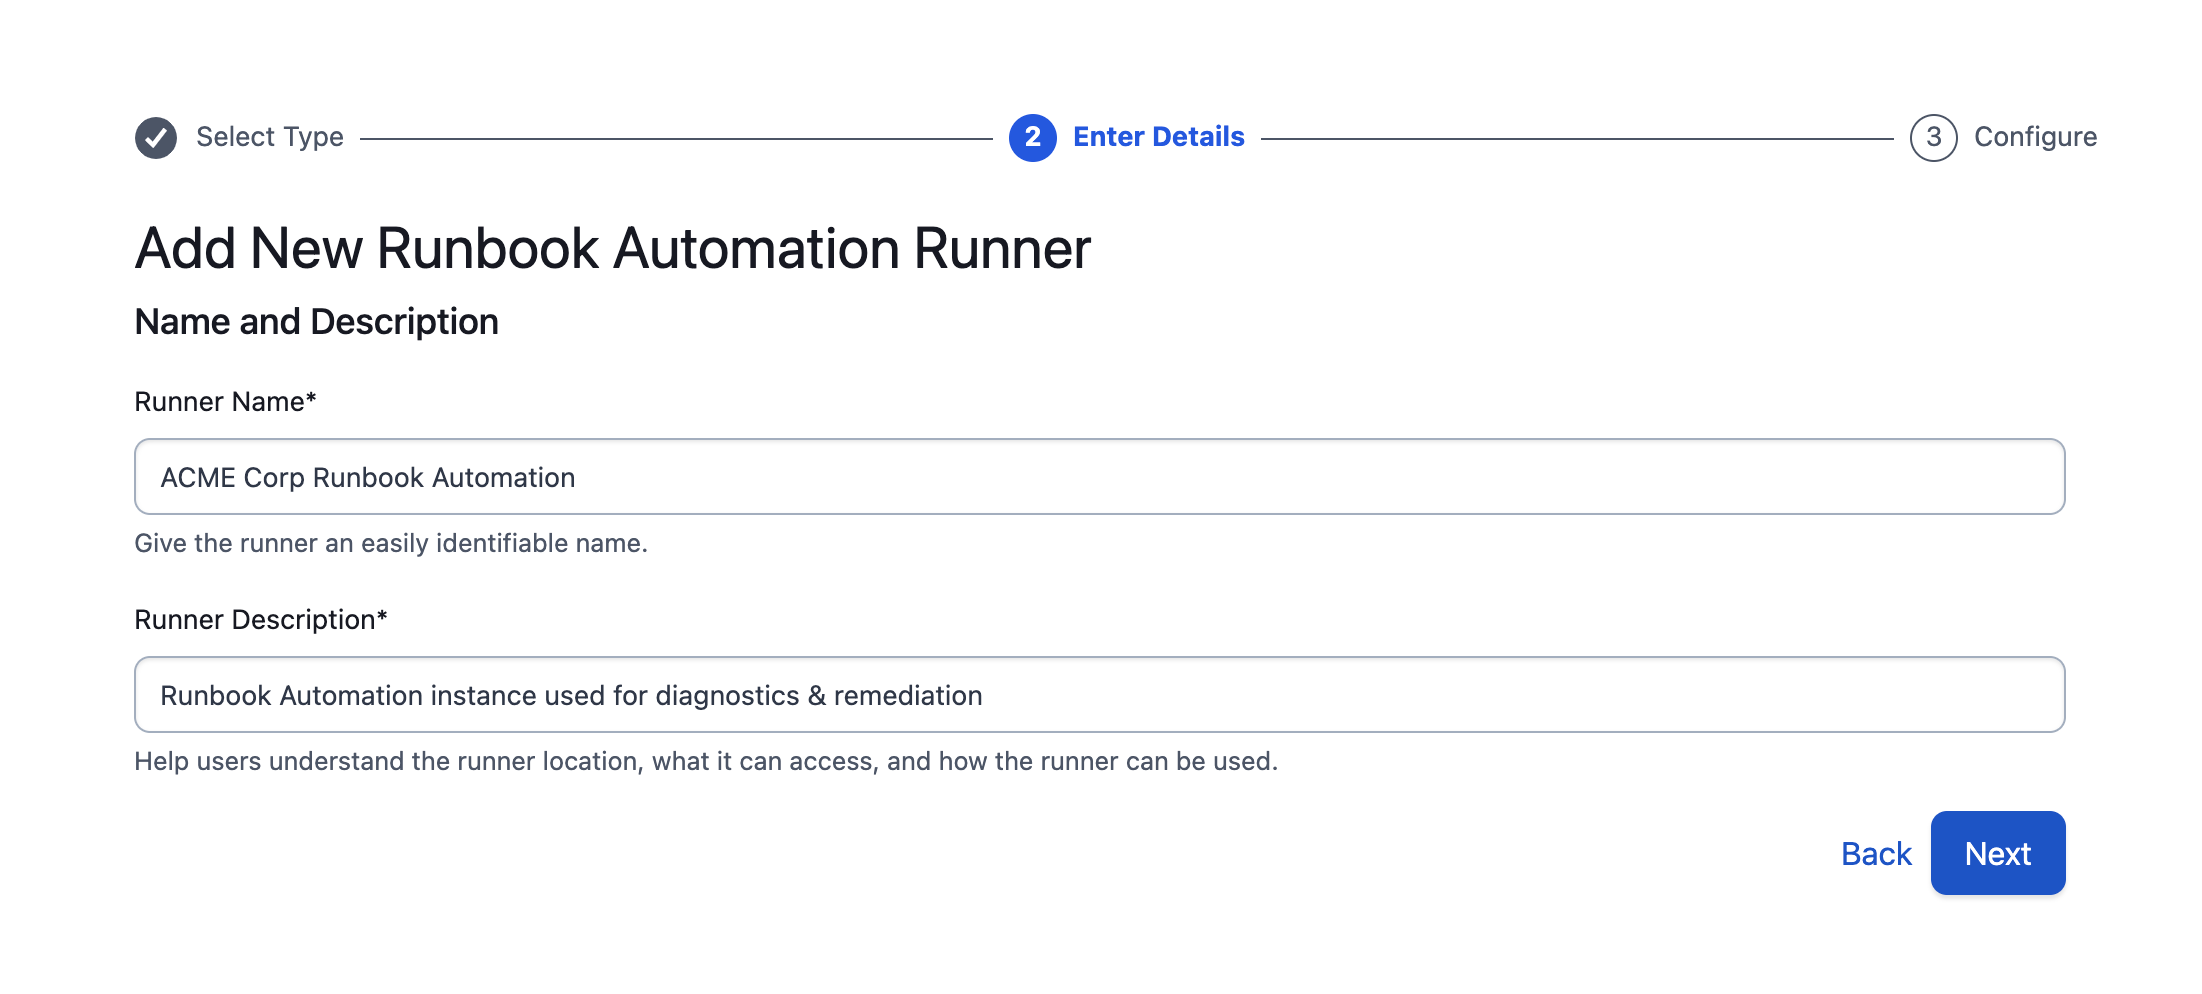 Select Type
2 Enter Details
3 Configure
Add New Runbook Automation Runner
Name and Description
Runner Name*
ACME Corp Runbook Automation
Give the runner an easily identifiable name.
Runner Description*
Runbook Automation instance used for diagnostics & remediation
Help users understand the runner location, what it can access, and how the runner can be used.
Back Next